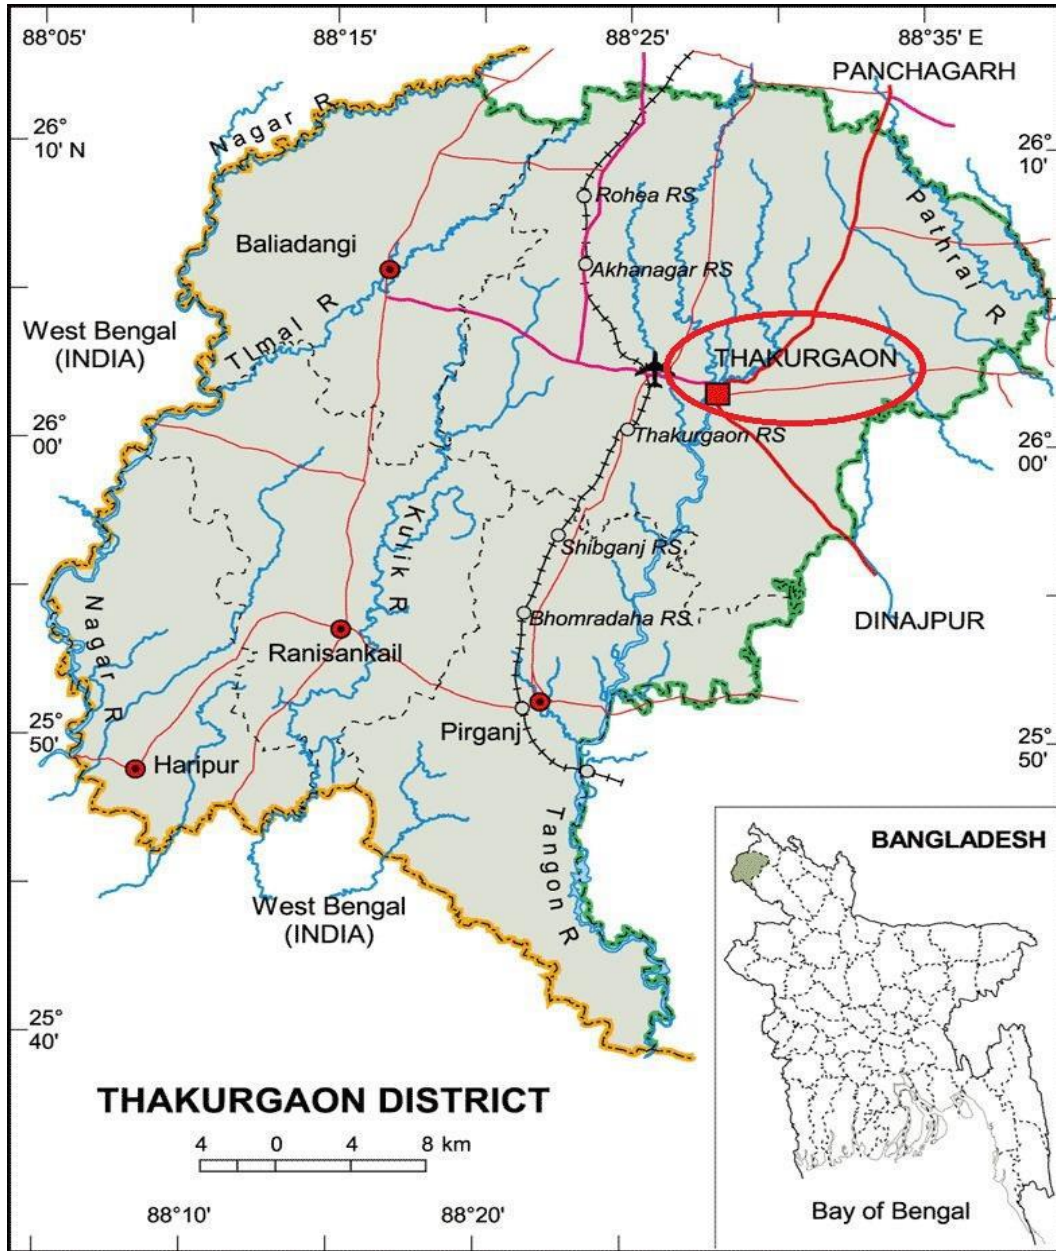 88°05'
88°15'
88°25'
88°35' E
PANCHAGARH
Nagar R
26°
10' N
26°
10'
Rohea RS
Pathrai R
Baliadangi
Akhanagar RS
West Bengal
(INDIA)
Tlmal R
THAKURGAON
26°
00'
Thakurgaon RS
26°
00'
Kulik R
Shibganj RS
Nagar R
Bhomradaha RS
DINAJPUR
Ranisankail
25°
50'
Pirganj
25°
50'
Haripur
Tangon R
BANGLADESH
West Bengal
(INDIA)
25°
40'
THAKURGAON DISTRICT
4 0 4 8 km
88°10'
88°20'
Bay of Bengal